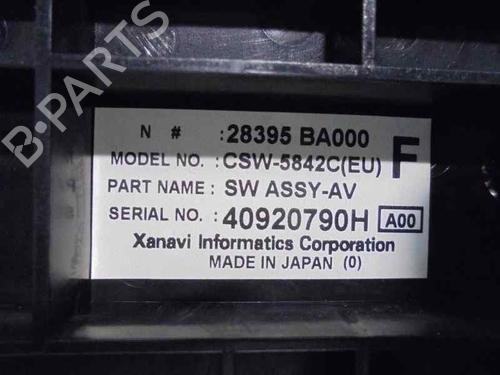 N # : 28395 BA000
MODEL NO. : CSW-5842C(EU) F
PART NAME : SW ASSY-AV
SERIAL NO. : 40920790H A00
Xanavi Informatics Corporation
MADE IN JAPAN (0)
B-PARTS